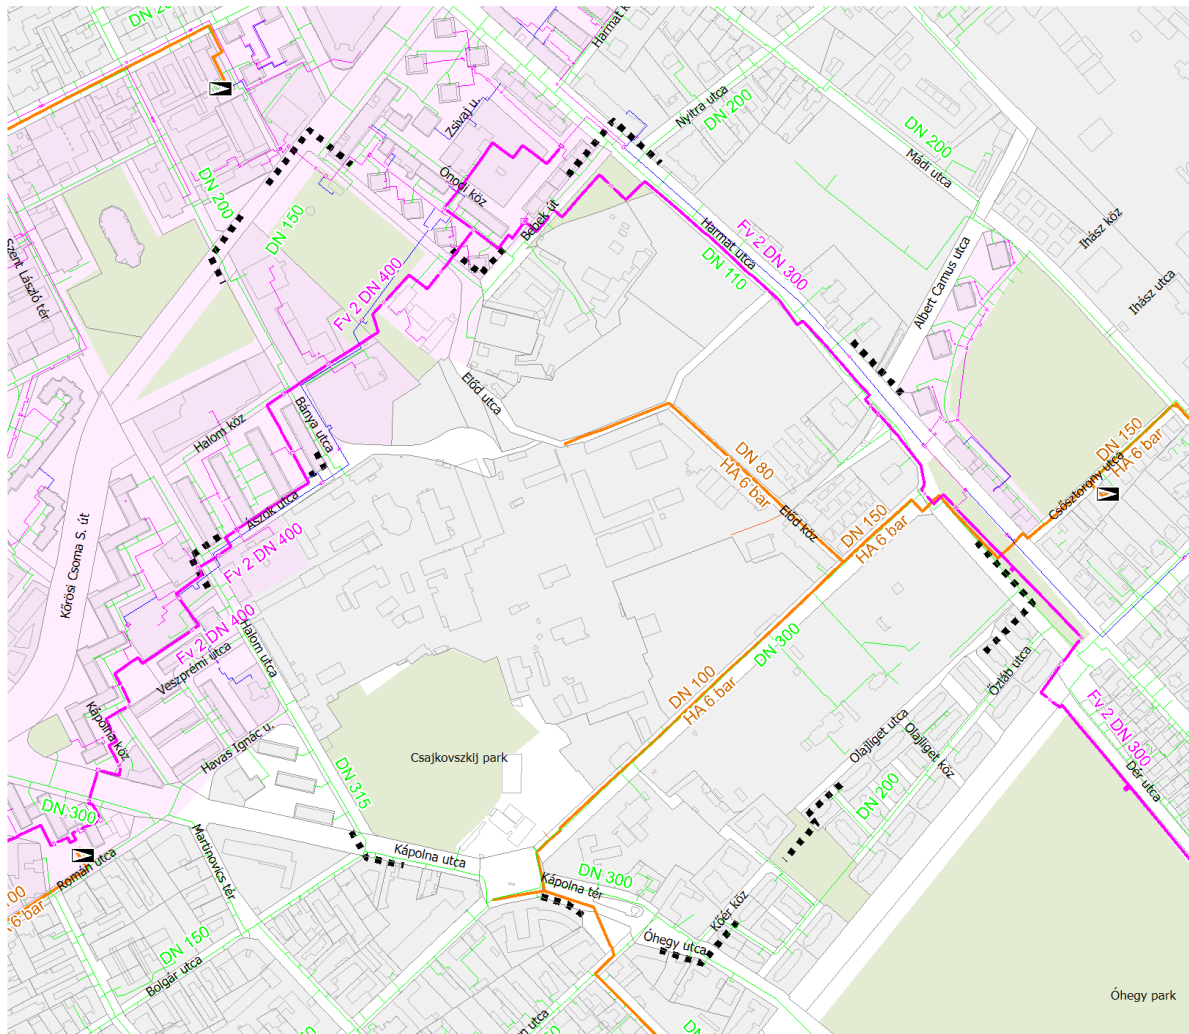 DN 20
Harmat k
Zsivaj u.
Nyitra utca
DN 200
DN 200
Mádi utca
Ónodi köz
DN 200
DN 150
Bebek út
Szent László tér
Harmat utca
Fv 2 DN 300
DN 110
Ihász köz
Ihász utca
Albert Camus utca
Fv 2 DN 400
Előd utca
Bánya utca
Halom köz
DN 80
HA 6 bar
DN 150
HA 6 bar
Csősztorony utca
Ászok utca
Előd köz
DN 150
HA 6 bar
Kőrösi Csoma S. út
Fv 2 DN 400
Fv 2 DN 400
Veszprémi utca
Halom utca
DN 300
DN 100
HA 6 bar
Őzláb utca
Kápolna köz
Havas Ignác u.
Olajliget utca
Olajliget köz
Fv 2 DN 300
Dér utca
Csajkovszkij park
DN 315
DN 200
DN 300
Martinovics tér
Kápolna utca
Román utca
DN 300
Kápolna tér
00
6 bar
Kőér köz
Óhegy utca
DN 150
Bolgár utca
Óhegy park
utca
DN